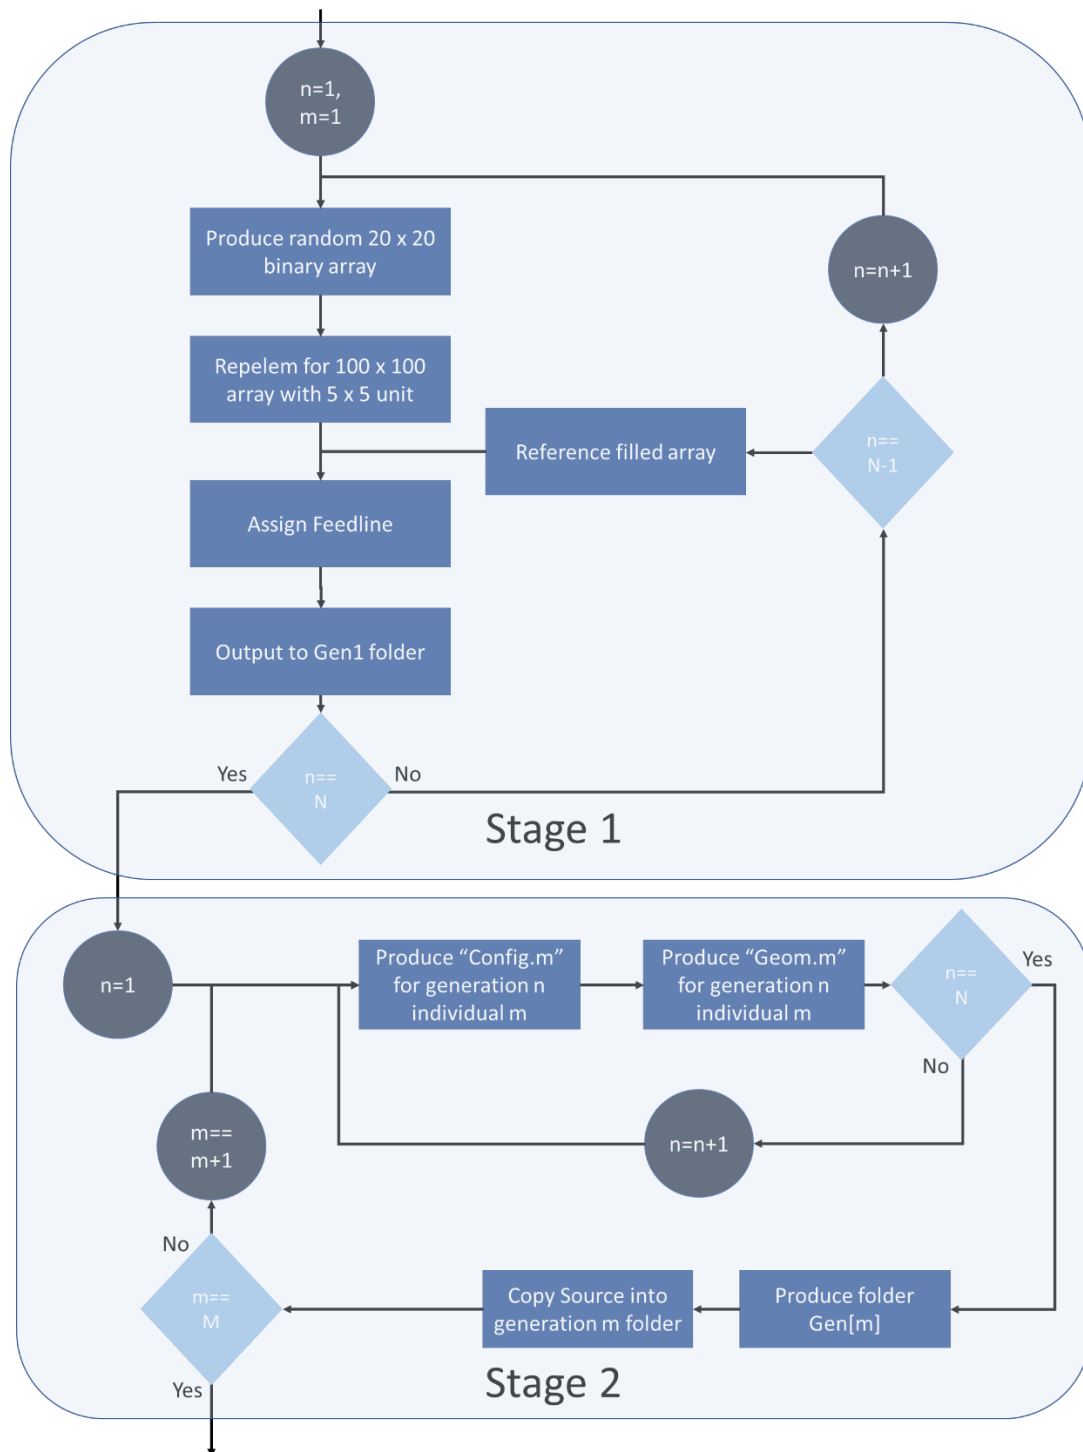 n=1,
m=1
Produce random 20 x 20
binary array
n=n+1
Repelem for 100 x 100
array with 5 x 5 unit
Reference filled array
n==
N-1
Assign Feedline
Output to Gen1 folder
Yes
n==
N
No
Stage 1
n=1
Produce “Config.m”
for generation n
individual m
Produce “Geom.m”
for generation n
individual m
n==
N
Yes
No
m==
m+1
n=n+1
No
m==
M
Copy Source into
generation m folder
Produce folder
Gen[m]
Yes
Stage 2